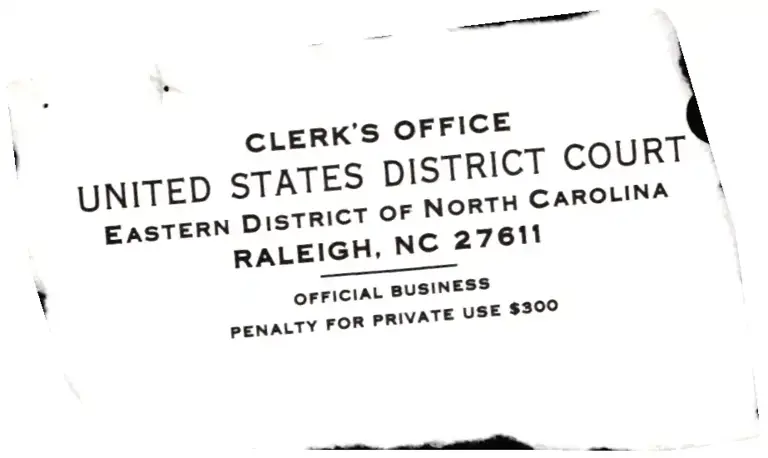 CLERK'S OFFICE
UNITED STATES DISTRICT COURT
EASTERN DISTRICT OF NORTH CAROLINA
RALEIGH, NC 27611
OFFICIAL BUSINESS
PENALTY FOR PRIVATE USE $300